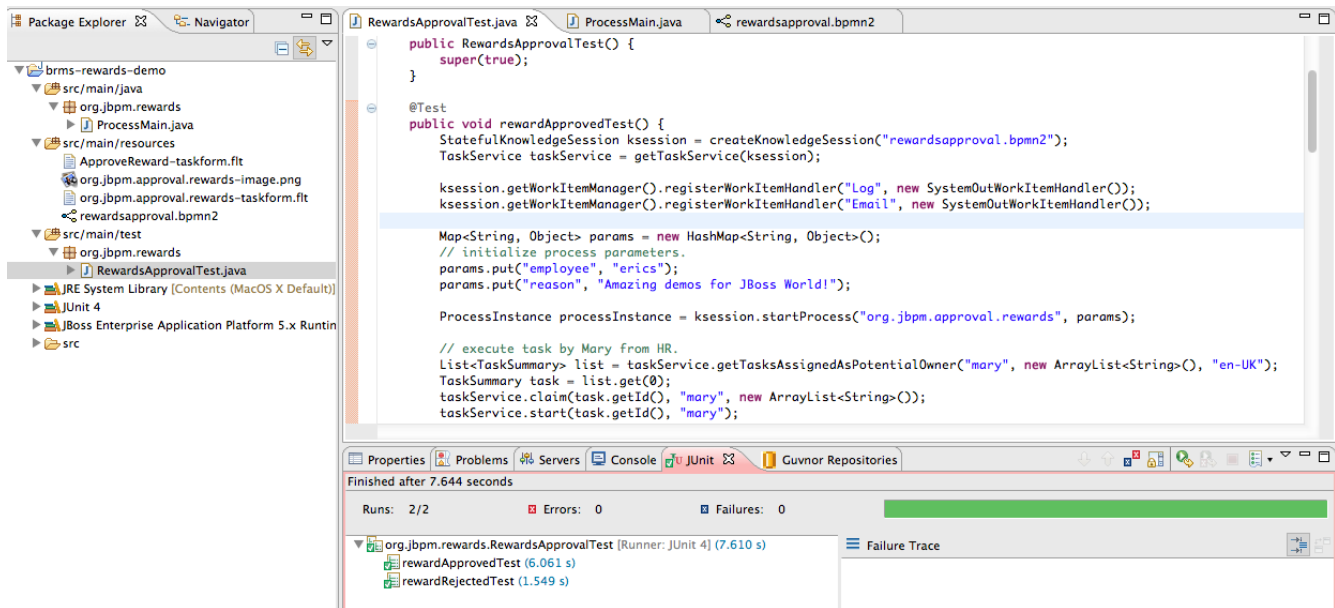 Package Explorer
Navigator
brms-rewards-demo
src/main/java
org.jbpm.rewards
ProcessMain.java
src/main/resources
ApproveReward-taskform.flt
org.jbpm.approval.rewards-image.png
org.jbpm.approval.rewards-taskform.flt
rewardsapproval.bpmn2
src/main/test
org.jbpm.rewards
RewardsApprovalTest.java
JRE System Library [Contents (MacOS X Default)]
JUnit 4
JBoss Enterprise Application Platform 5.x Runtin
src
RewardsApprovalTest.java
ProcessMain.java
rewardsapproval.bpmn2
public RewardsApprovalTest() {
super(true);
}
@Test
public void rewardApprovedTest() {
StatefulKnowledgeSession ksession = createKnowledgeSession("rewardsapproval.bpmn2");
TaskService taskService = getTaskService(ksession);
ksession.getWorkItemManager().registerWorkItemHandler("Log", new SystemOutWorkItemHandler());
ksession.getWorkItemManager().registerWorkItemHandler("Email", new SystemOutWorkItemHandler());
Map<String, Object> params = new HashMap<String, Object>();
// initialize process parameters.
params.put("employee", "erics");
params.put("reason", "Amazing demos for JBoss World!");
ProcessInstance processInstance = ksession.startProcess("org.jbpm.approval.rewards", params);
// execute task by Mary from HR.
List<TaskSummary> list = taskService.getTasksAssignedAsPotentialOwner("mary", new ArrayList<String>(), "en-UK");
TaskSummary task = list.get(0);
taskService.claim(task.getId(), "mary", new ArrayList<String>());
taskService.start(task.getId(), "mary");
Properties
Problems
Servers
Console
JUnit
Guvnor Repositories
Finished after 7.644 seconds
Runs: 2/2
Errors: 0
Failures: 0
org.jbpm.rewards.RewardsApprovalTest [Runner: JUnit 4] (7.610 s)
rewardApprovedTest (6.061 s)
rewardRejectedTest (1.549 s)
Failure Trace